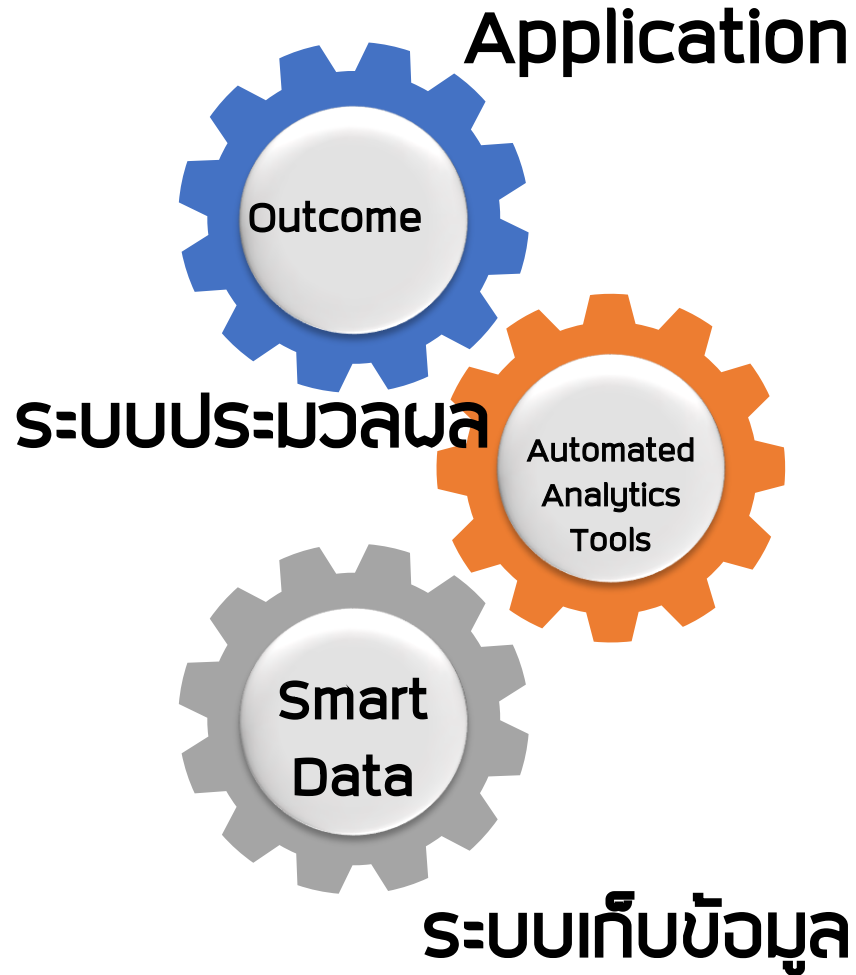 Application
Outcome
ระบบประมวลผล
Automated
Analytics
Tools
Smart
Data
ระบบเก็บข้อมูล